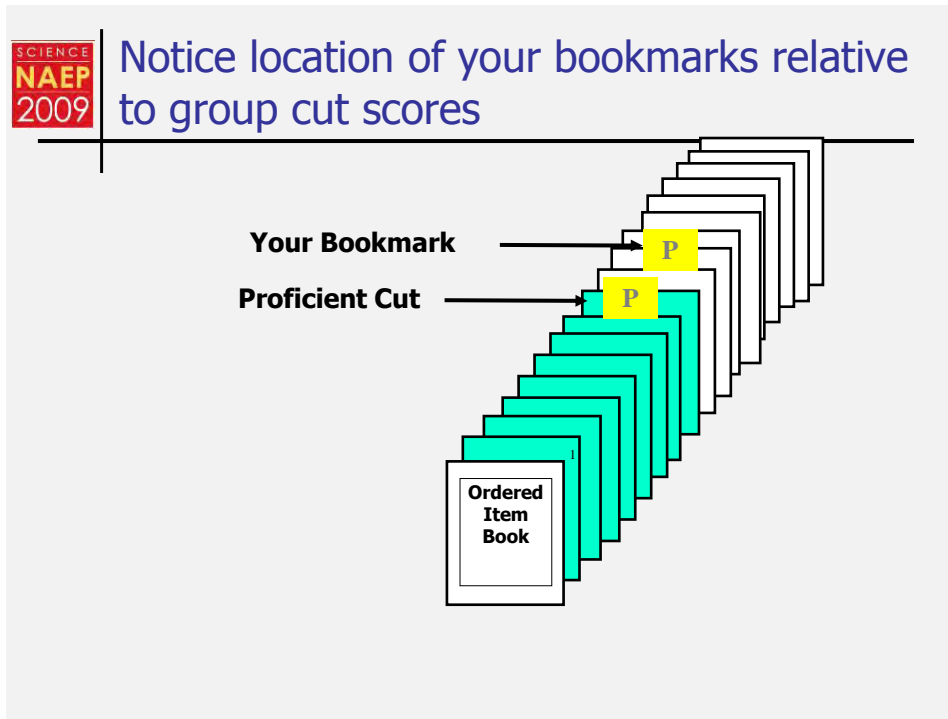 SCIENCE
NAEP
2009
Notice location of your bookmarks relative
to group cut scores
Your Bookmark
P
Proficient Cut
P
1
Ordered
Item
Book